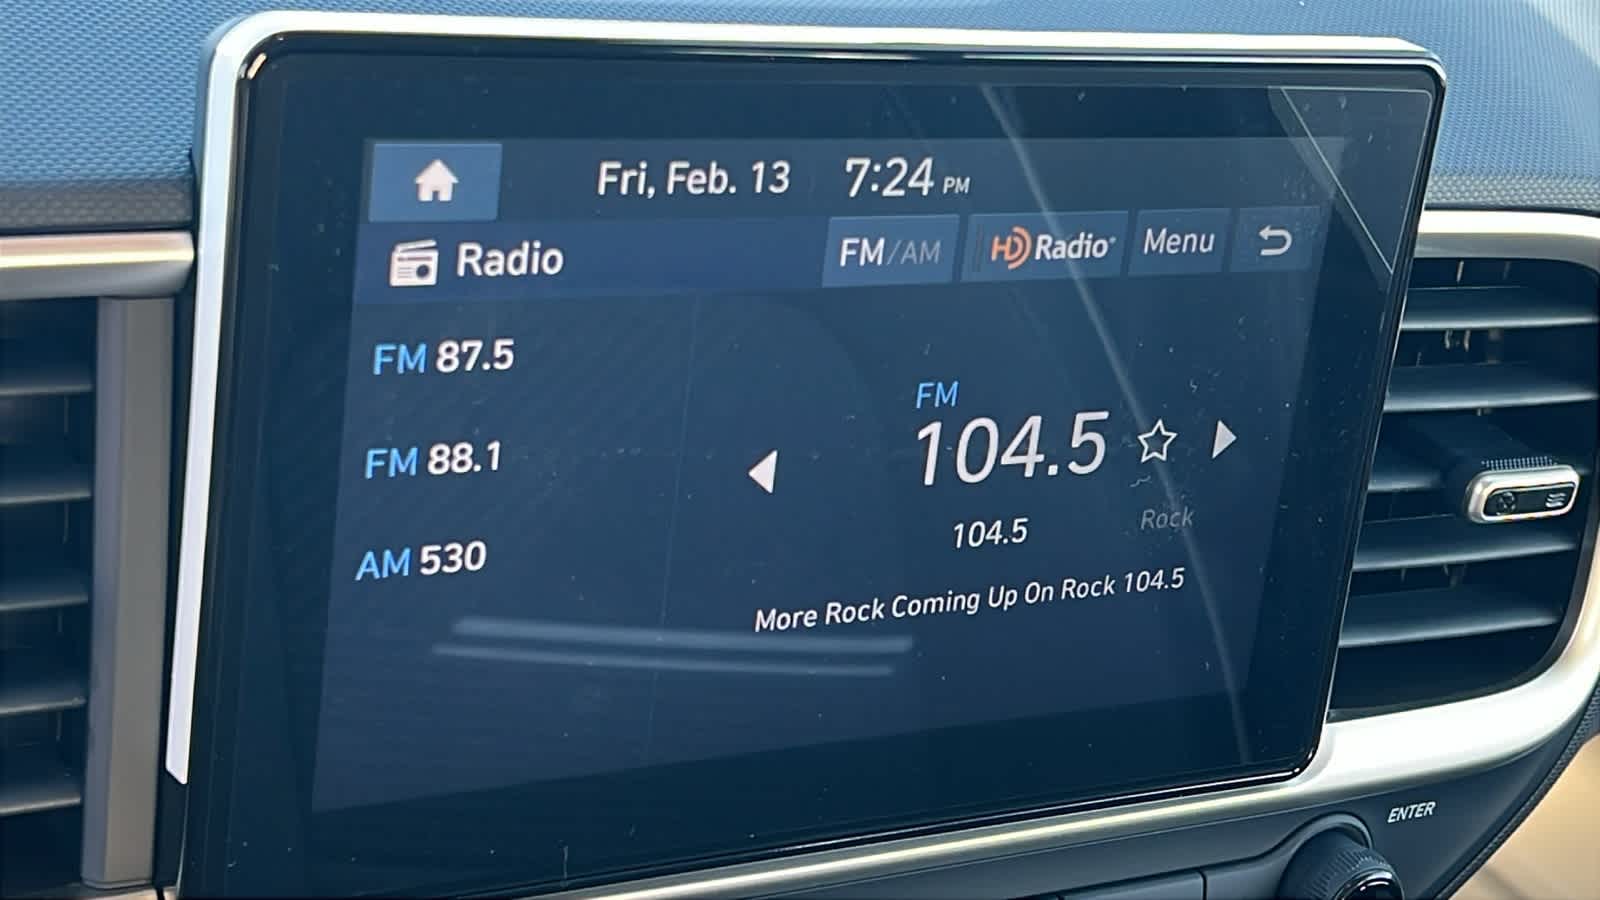 Fri, Feb. 13 7:24 PM
Radio FM/AM HD Radio® Menu
FM 87.5
FM 88.1
AM 530
FM
104.5
104.5 Rock
More Rock Coming Up On Rock 104.5
ENTER